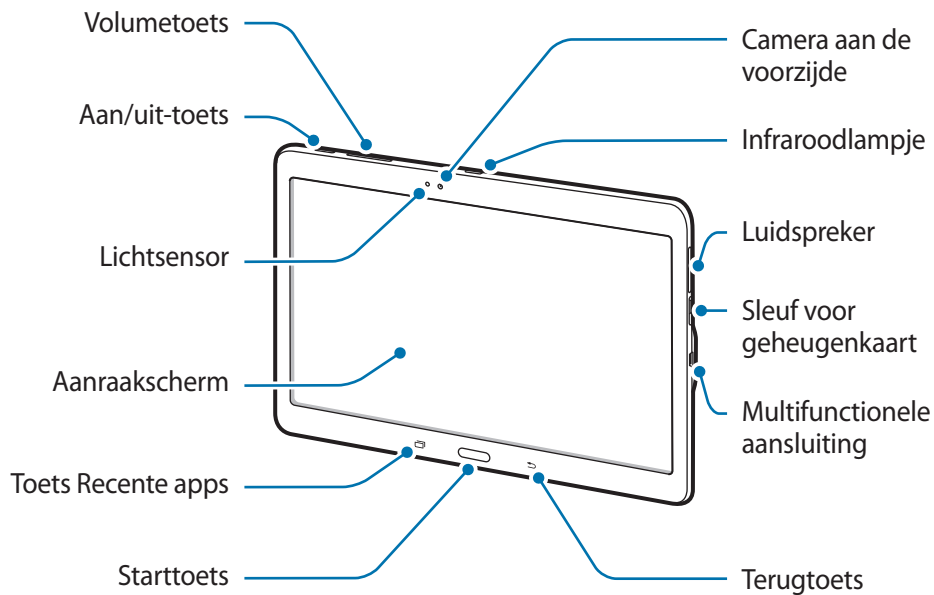 Volumetoets
Aan/uit-toets
Lichtsensor
Aanraakscherm
Toets Recente apps
Starttoets
Camera aan de
voorzijde
Infraroodlampje
Luidspreker
Sleuf voor
geheugenkaart
Multifunctionele
aansluiting
Terugtoets